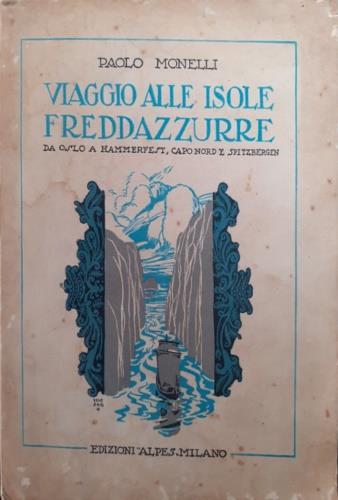 PAOLO MONELLI
VIAGGIO ALLE ISOLE
FREDDAZZURRE
DA OSLO A HAMMERFEST, CAPO NORD E SPITZBERGEN
EDIZIONI "ALPES" MILANO